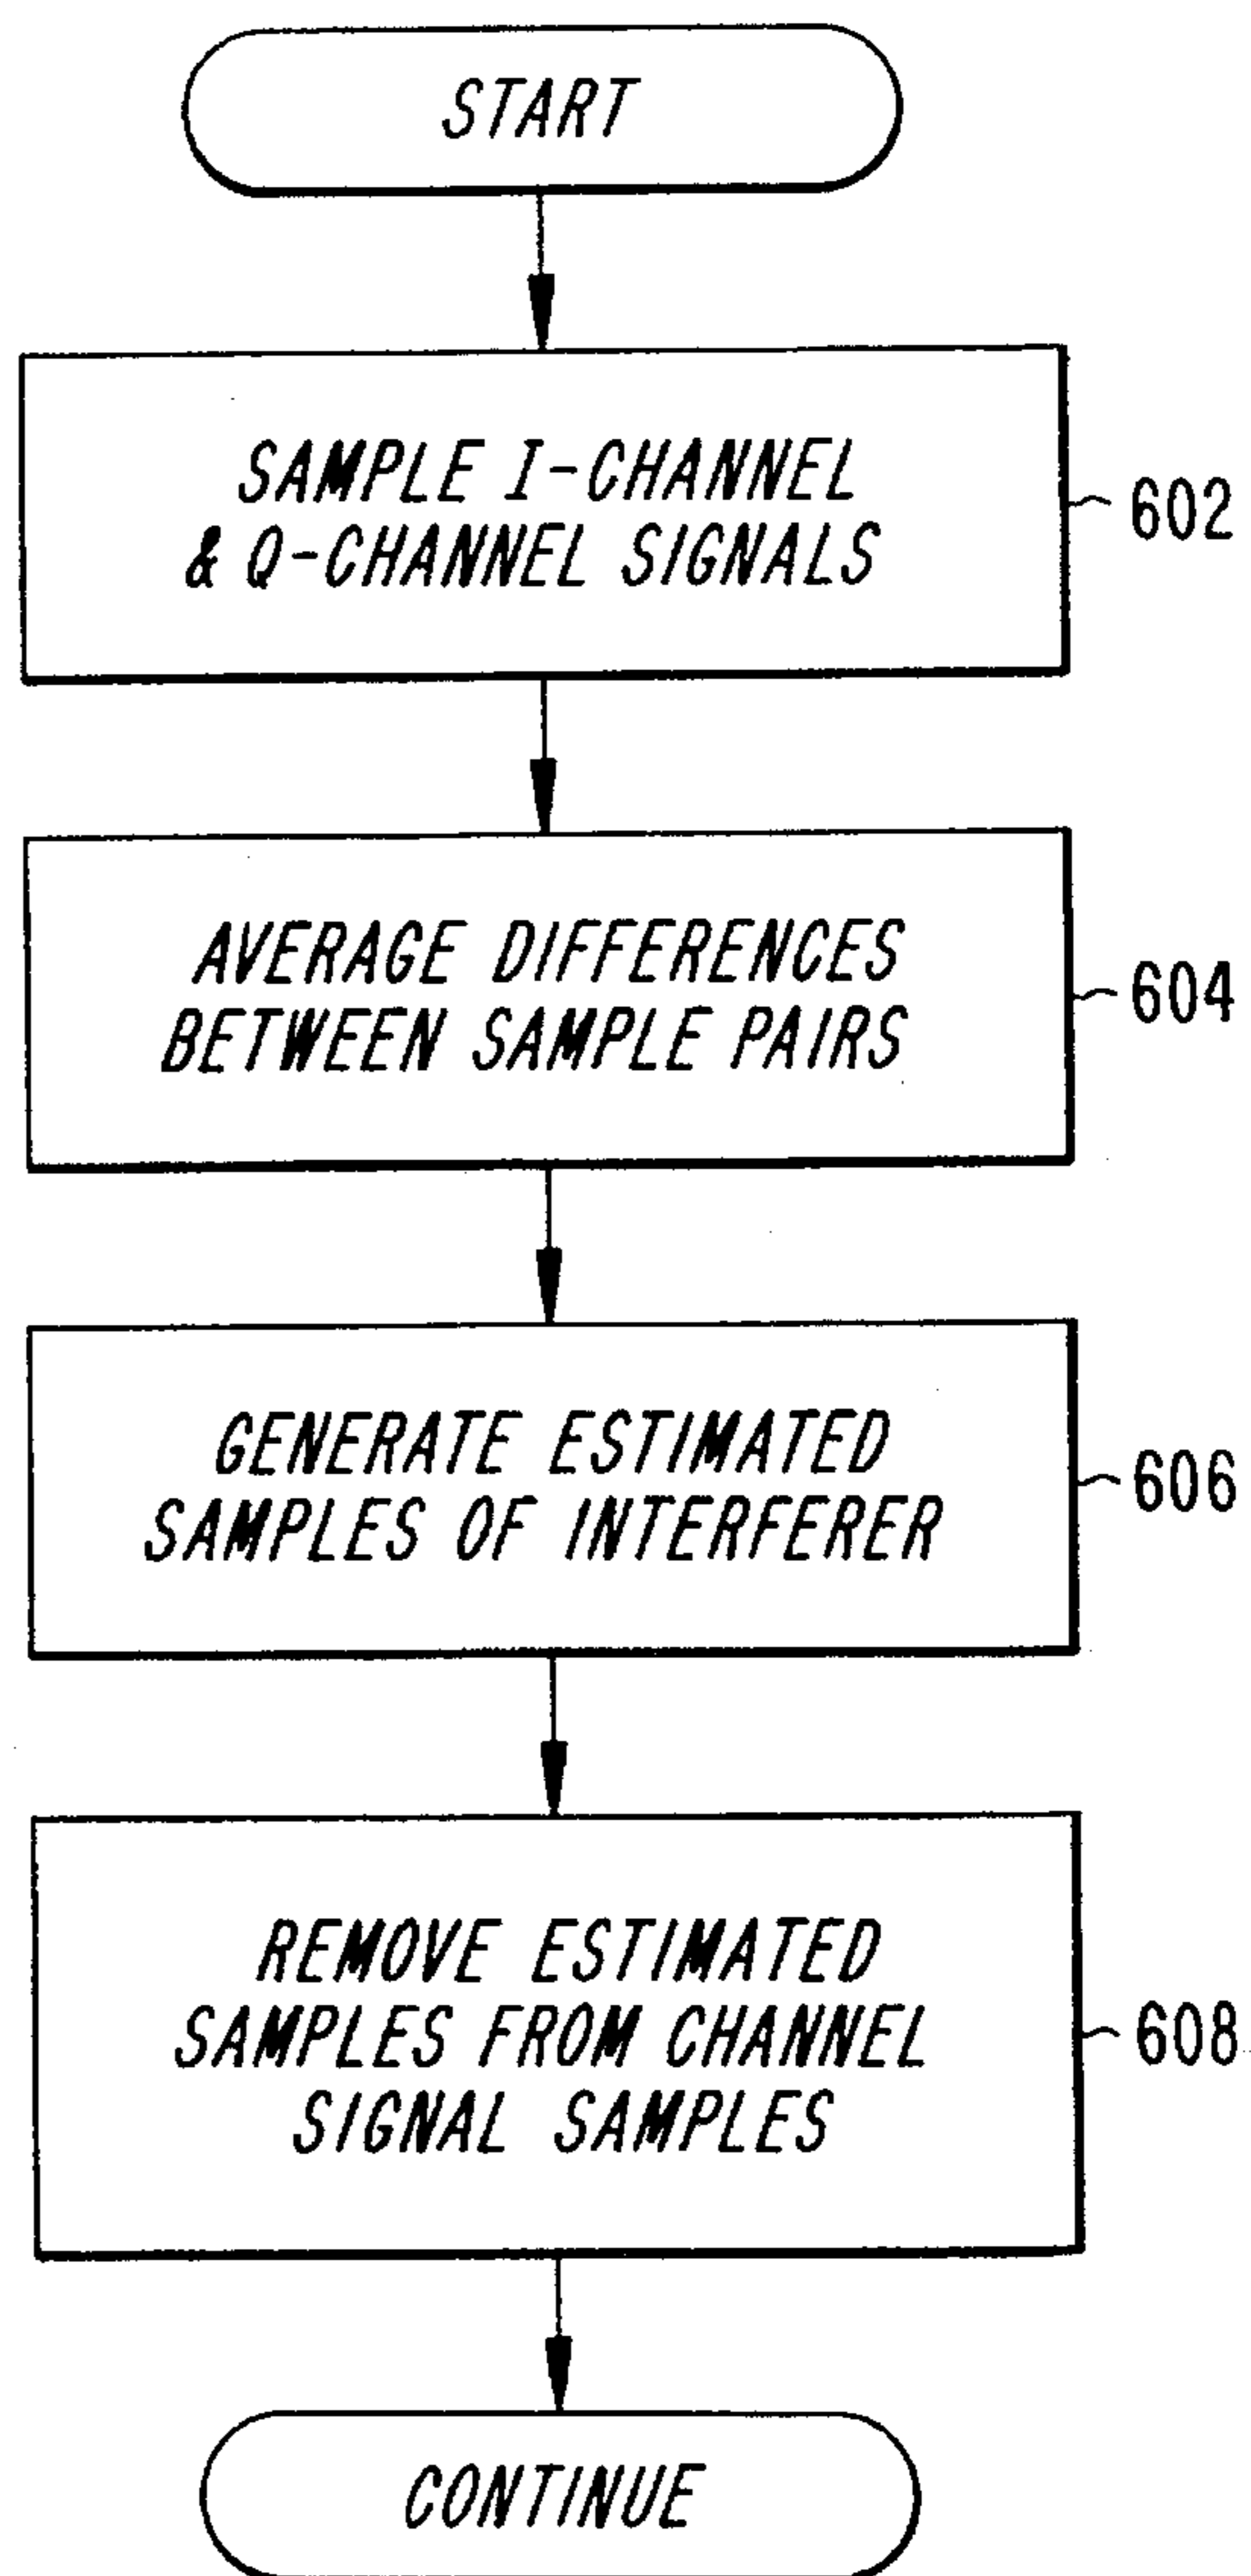 START
SAMPLE I-CHANNEL
& Q-CHANNEL SIGNALS
602
AVERAGE DIFFERENCES
BETWEEN SAMPLE PAIRS
604
GENERATE ESTIMATED
SAMPLES OF INTERFERER
606
REMOVE ESTIMATED
SAMPLES FROM CHANNEL
SIGNAL SAMPLES
608
CONTINUE